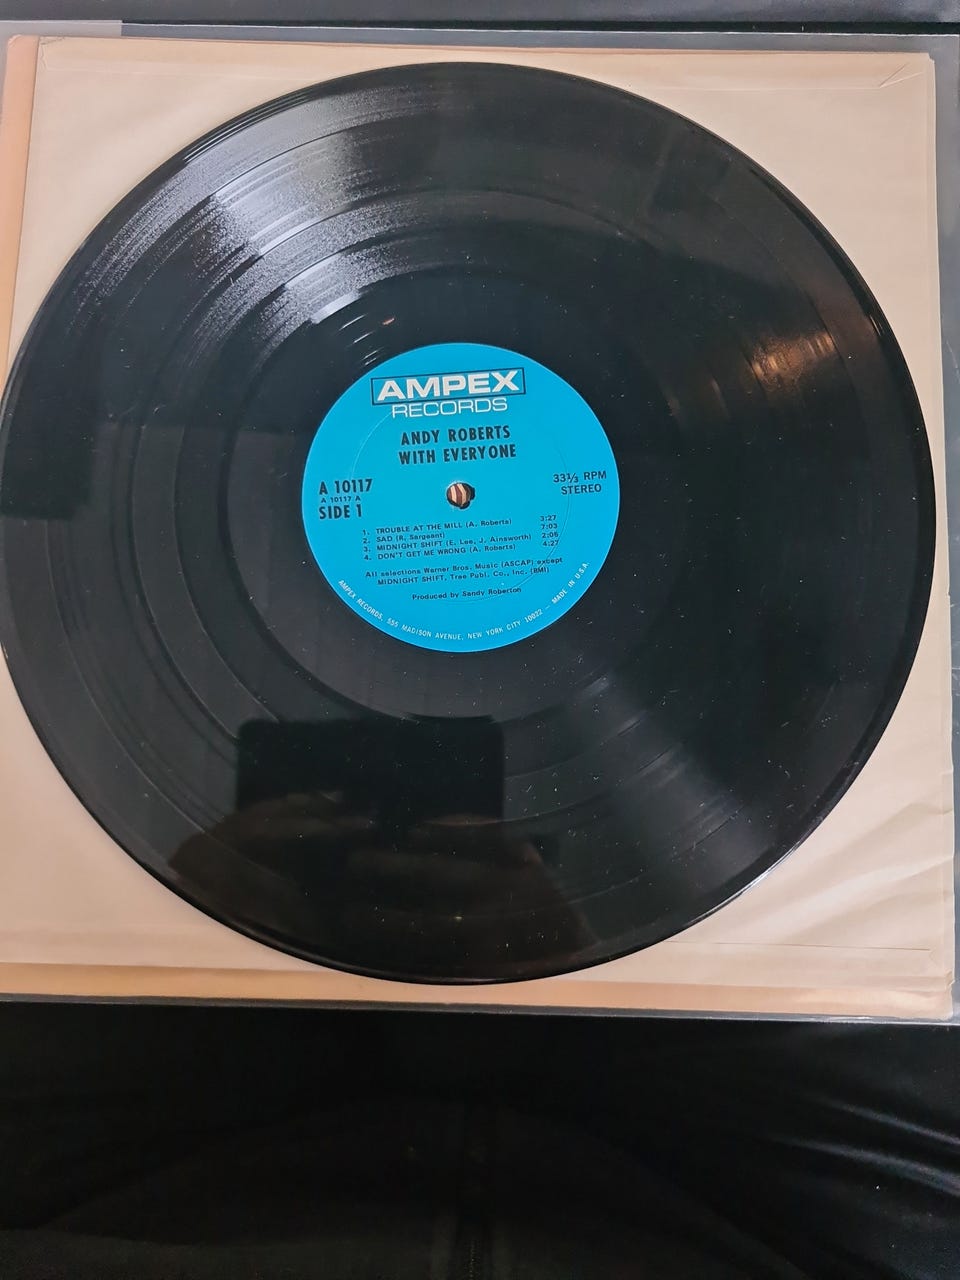 AMPEX
RECORDS
ANDY ROBERTS
WITH EVERYONE
A 10117
A 10117 A
SIDE 1
33⅓ RPM
STEREO
1. TROUBLE AT THE MILL (A. Roberts) 3:27
2. SAD (R. Sargeant) 7:03
3. MIDNIGHT SHIFT (E. Lee, J. Ainsworth) 2:06
4. DON'T GET ME WRONG (A. Roberts) 4:27
All selections Warner Bros. Music (ASCAP) except
MIDNIGHT SHIFT, Tree Publ. Co., Inc. (BMI)
Produced by Sandy Roberton
AMPEX RECORDS, 555 MADISON AVENUE, NEW YORK CITY 10022 — MADE IN U.S.A.